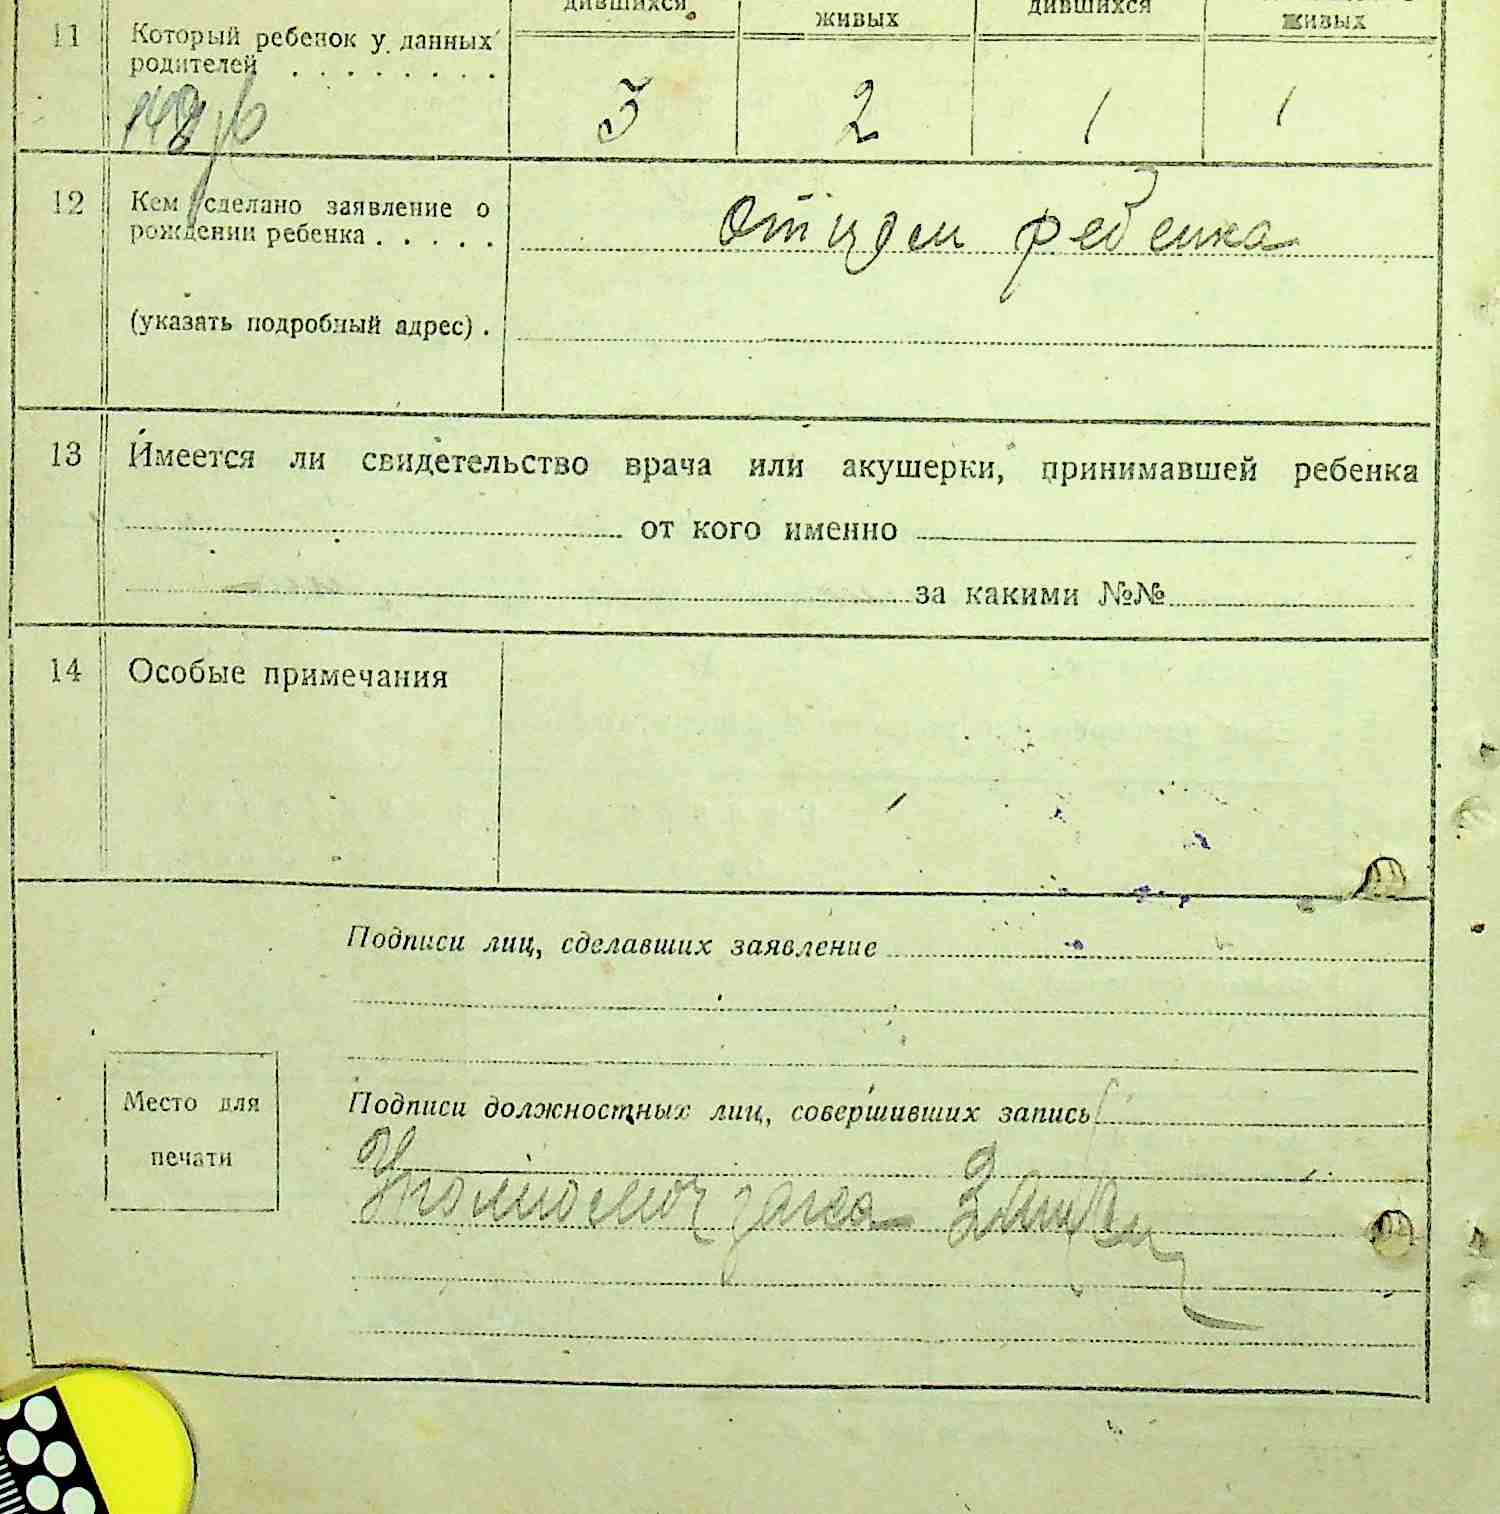 дившихся живых дившихся живых
11 Который ребенок у данных
родителей . . . . . . . .
3 2 1 1
12 Кем сделано заявление о
рождении ребенка . . . . .
Отцом ребенка
(указать подробный адрес) .
13 Имеется ли свидетельство врача или акушерки, принимавшей ребенка
от кого именно
за какими №№
14 Особые примечания
Подписи лиц, сделавших заявление
Место для
печати
Подписи должностных лиц, совершивших запись
Уполномоч загса